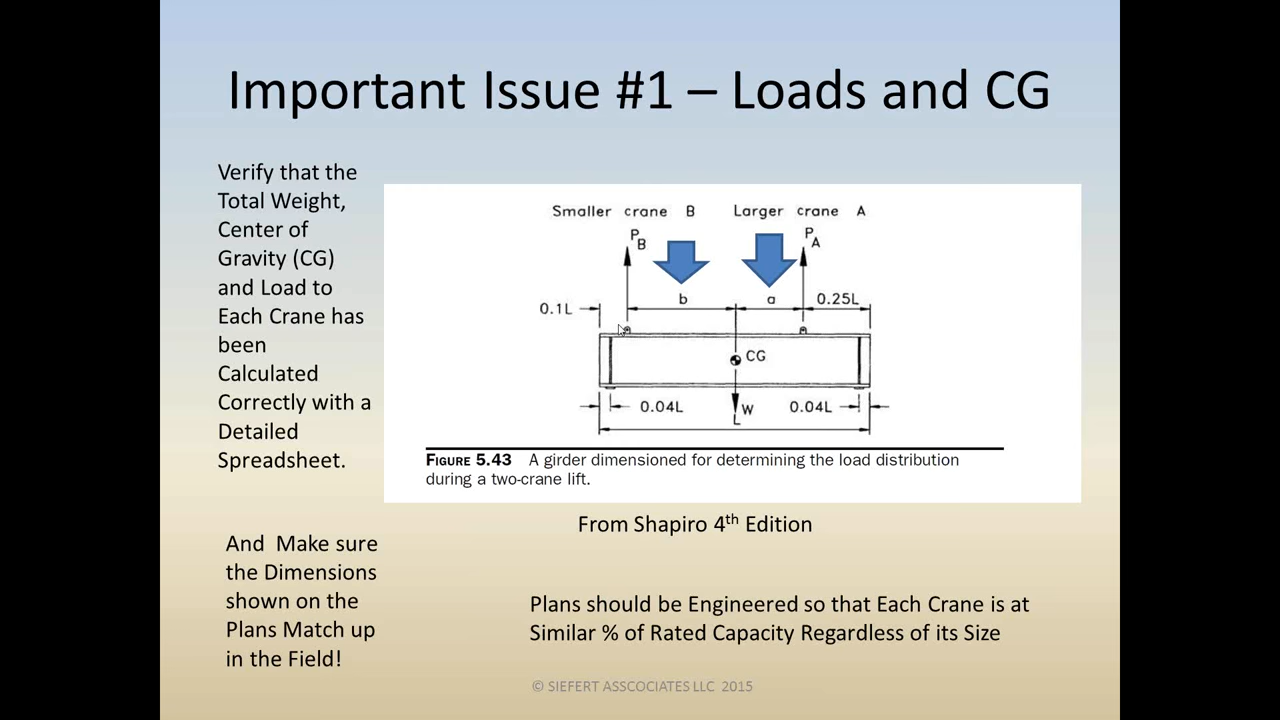 Important Issue #1 – Loads and CG
Verify that the
Total Weight,
Center of
Gravity (CG)
and Load to
Each Crane has
been
Calculated
Correctly with a
Detailed
Spreadsheet.
And Make sure
the Dimensions
shown on the
Plans Match up
in the Field!
Smaller crane B Larger crane A
PB PA
0.1L b a 0.25L
CG
0.04L W 0.04L
L
FIGURE 5.43 A girder dimensioned for determining the load distribution
during a two-crane lift.
From Shapiro 4th Edition
Plans should be Engineered so that Each Crane is at
Similar % of Rated Capacity Regardless of its Size
© SIEFERT ASSCOCIATES LLC 2015